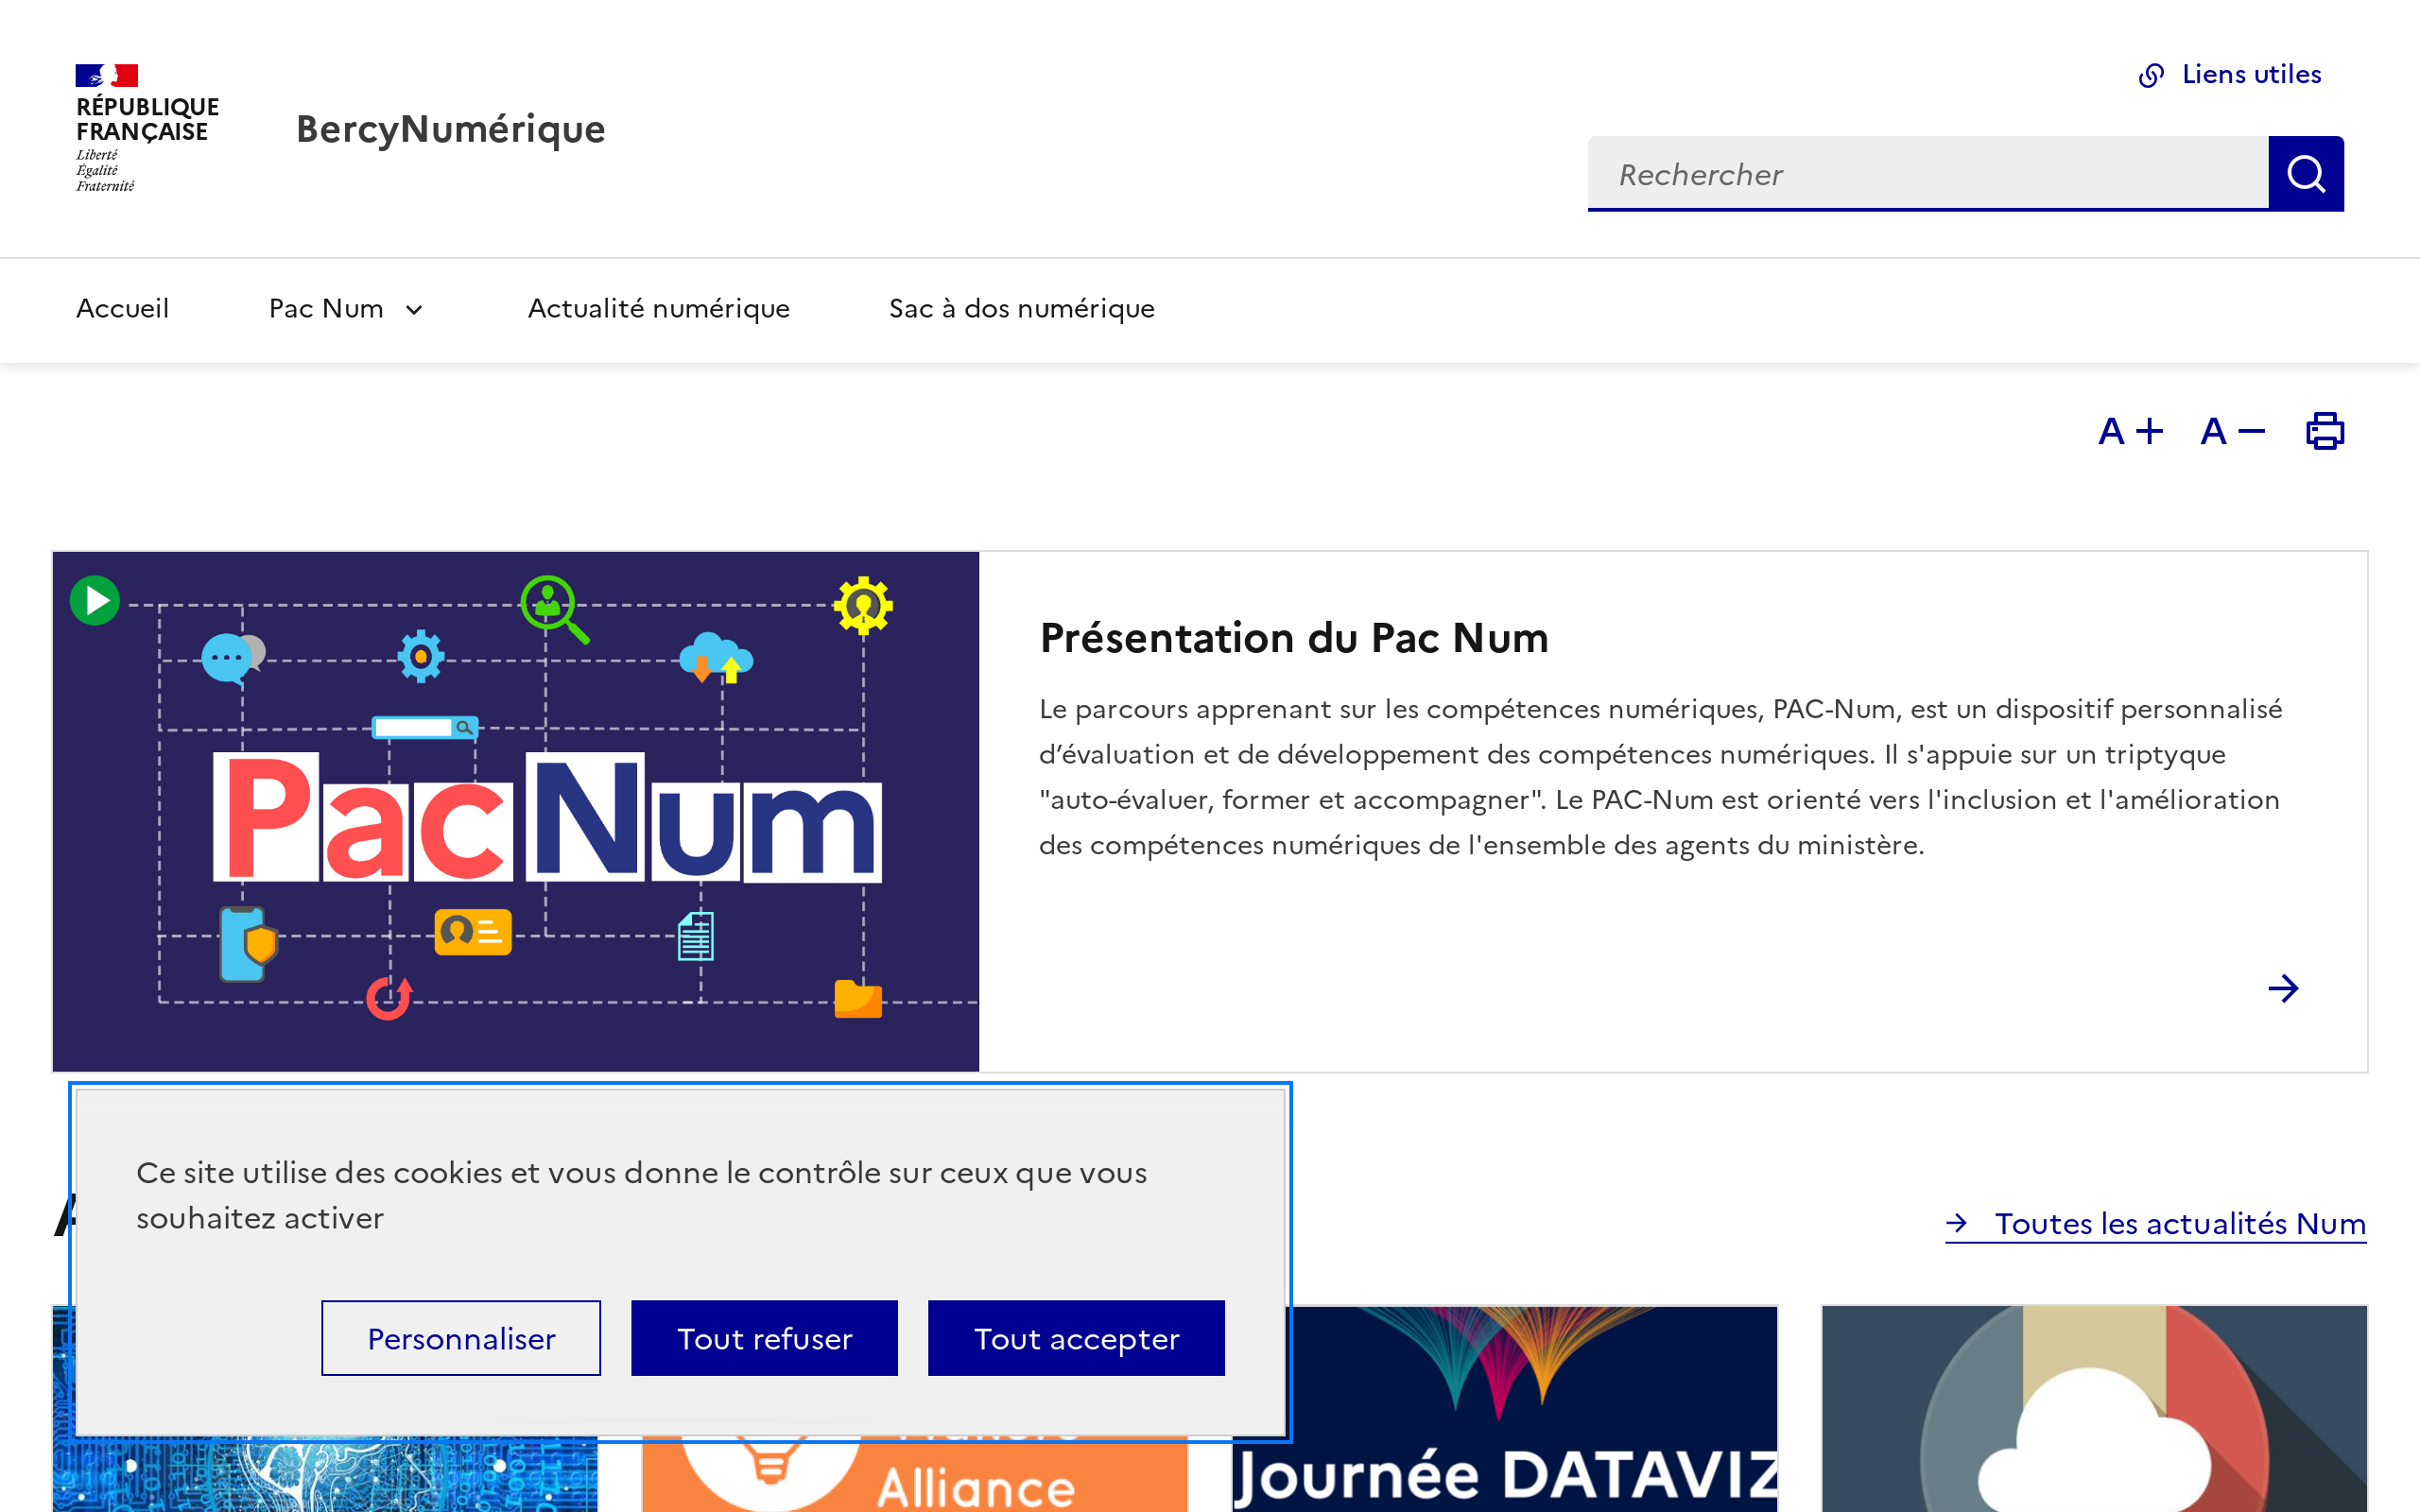 RÉPUBLIQUE
FRANÇAISE
Liberté
Égalité
Fraternité
BercyNumérique
Liens utiles
Rechercher
Accueil
Pac Num
Actualité numérique
Sac à dos numérique
A+
A−
Pac Num
Présentation du Pac Num
Le parcours apprenant sur les compétences numériques, PAC-Num, est un dispositif personnalisé
d’évaluation et de développement des compétences numériques. Il s'appuie sur un triptyque
"auto-évaluer, former et accompagner". Le PAC-Num est orienté vers l'inclusion et l'amélioration
des compétences numériques de l'ensemble des agents du ministère.
Ce site utilise des cookies et vous donne le contrôle sur ceux que vous
souhaitez activer
Personnaliser
Tout refuser
Tout accepter
Toutes les actualités Num
Alliance
Journée DATAVIZ